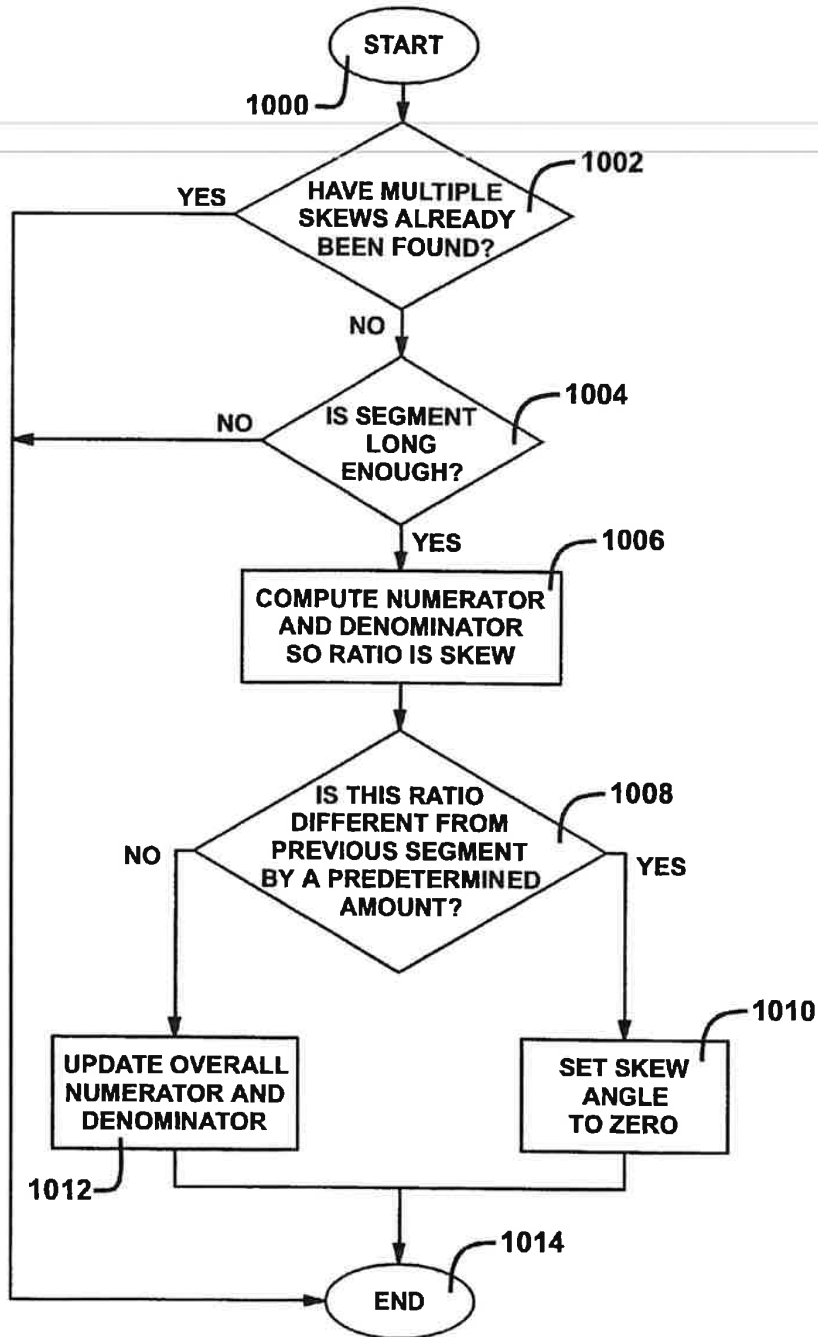 START
1000
1002
YES
HAVE MULTIPLE
SKEWS ALREADY
BEEN FOUND?
NO
1004
NO
IS SEGMENT
LONG
ENOUGH?
YES
1006
COMPUTE NUMERATOR
AND DENOMINATOR
SO RATIO IS SKEW
1008
IS THIS RATIO
DIFFERENT FROM
PREVIOUS SEGMENT
BY A PREDETERMINED
AMOUNT?
NO
YES
1010
UPDATE OVERALL
NUMERATOR AND
DENOMINATOR
SET SKEW
ANGLE
TO ZERO
1012
1014
END